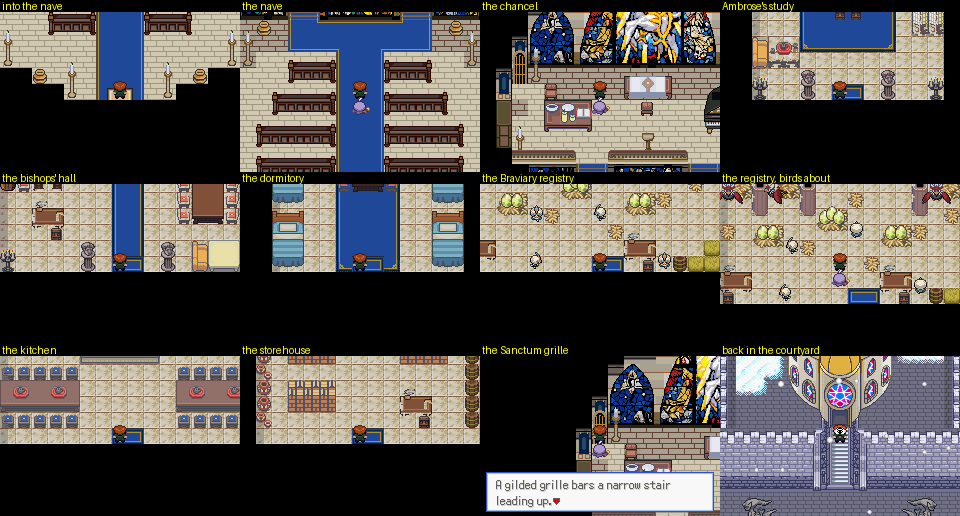 into the nave
the nave
the chancel
Ambrose's study
the bishops' hall
the dormitory
the Braviary registry
the registry, birds about
the kitchen
the storehouse
the Sanctum grille
back in the courtyard
A gilded grille bars a narrow stair
leading up.